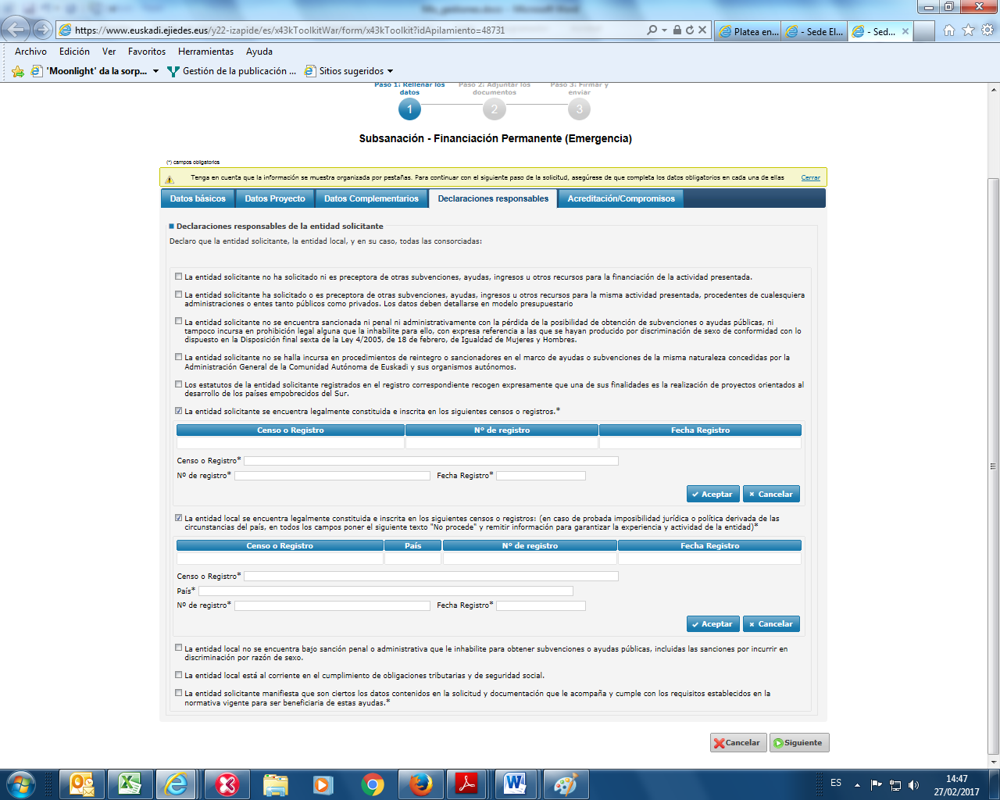 https://www.euskadi.ejiedes.eus/y22-izapide/es/x43kToolkitWar/form/x43kToolkit?idApilamiento=48731
Platea en...
- Sede El...
- Sed...
Archivo Edición Ver Favoritos Herramientas Ayuda
'Moonlight' da la sorp... Gestión de la publicación ... Sitios sugeridos
Paso 1: Rellenar los datos
Paso 2: Adjuntar los documentos
Paso 3: Firmar y enviar
1 2 3
Subsanación - Financiación Permanente (Emergencia)
(*) campos obligatorios
Tenga en cuenta que la información se muestra organizada por pestañas. Para continuar con el siguiente paso de la solicitud, asegúrese de que completa los datos obligatorios en cada una de ellas Cerrar
Datos básicos Datos Proyecto Datos Complementarios Declaraciones responsables Acreditación/Compromisos
Declaraciones responsables de la entidad solicitante
Declaro que la entidad solicitante, la entidad local, y en su caso, todas las consorciadas:
La entidad solicitante no ha solicitado ni es preceptora de otras subvenciones, ayudas, ingresos u otros recursos para la financiación de la actividad presentada.
La entidad solicitante ha solicitado o es preceptora de otras subvenciones, ayudas, ingresos u otros recursos para la misma actividad presentada, procedentes de cualesquiera
administraciones o entes tanto públicos como privados. Los datos deben detallarse en modelo presupuestario
La entidad solicitante no se encuentra sancionada ni penal ni administrativamente con la pérdida de la posibilidad de obtención de subvenciones o ayudas públicas, ni
tampoco incursa en prohibición legal alguna que la inhabilite para ello, con expresa referencia a las que se hayan producido por discriminación de sexo de conformidad con lo
dispuesto en la Disposición final sexta de la Ley 4/2005, de 18 de febrero, de Igualdad de Mujeres y Hombres.
La entidad solicitante no se halla incursa en procedimientos de reintegro o sancionadores en el marco de ayudas o subvenciones de la misma naturaleza concedidas por la
Administración General de la Comunidad Autónoma de Euskadi y sus organismos autónomos.
Los estatutos de la entidad solicitante registrados en el registro correspondiente recogen expresamente que una de sus finalidades es la realización de proyectos orientados al
desarrollo de los países empobrecidos del Sur.
La entidad solicitante se encuentra legalmente constituida e inscrita en los siguientes censos o registros.*
Censo o Registro Nº de registro Fecha Registro
Censo o Registro*
Nº de registro* Fecha Registro*
Aceptar Cancelar
La entidad local se encuentra legalmente constituida e inscrita en los siguientes censos o registros: (en caso de probada imposibilidad jurídica o política derivada de las
circunstancias del país, en todos los campos poner el siguiente texto "No procede" y remitir información para garantizar la experiencia y actividad de la entidad)*
Censo o Registro País Nº de registro Fecha Registro
Censo o Registro*
País*
Nº de registro* Fecha Registro*
Aceptar Cancelar
La entidad local no se encuentra bajo sanción penal o administrativa que le inhabilite para obtener subvenciones o ayudas públicas, incluidas las sanciones por incurrir en
discriminación por razón de sexo.
La entidad local está al corriente en el cumplimiento de obligaciones tributarias y de seguridad social.
La entidad solicitante manifiesta que son ciertos los datos contenidos en la solicitud y documentación que le acompaña y cumple con los requisitos establecidos en la
normativa vigente para ser beneficiaria de estas ayudas.*
Cancelar Siguiente
ES
14:47
27/02/2017